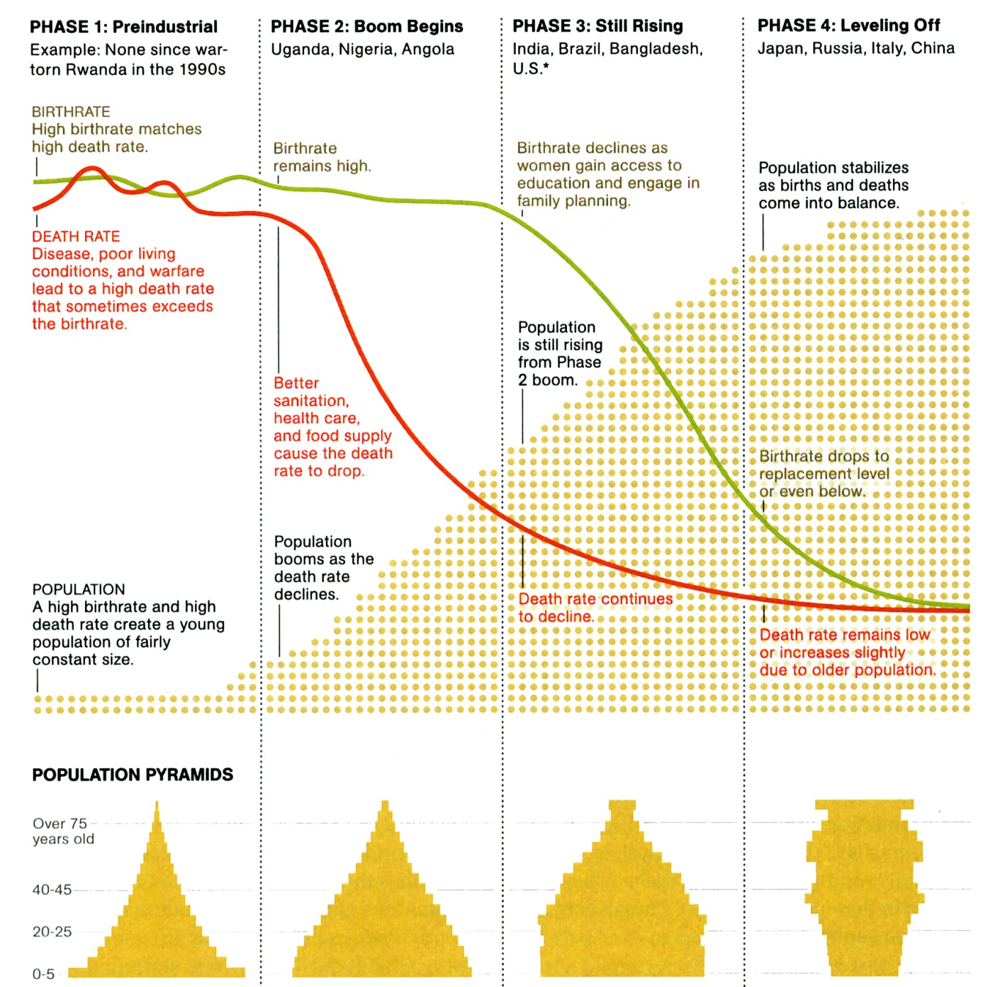 PHASE 1: Preindustrial
Example: None since war-
torn Rwanda in the 1990s
BIRTHRATE
High birthrate matches
high death rate.
DEATH RATE
Disease, poor living
conditions, and warfare
lead to a high death rate
that sometimes exceeds
the birthrate.
POPULATION
A high birthrate and high
death rate create a young
population of fairly
constant size.
PHASE 2: Boom Begins
Uganda, Nigeria, Angola
Birthrate
remains high.
Better
sanitation,
health care,
and food supply
cause the death
rate to drop.
Population
booms as the
death rate
declines.
PHASE 3: Still Rising
India, Brazil, Bangladesh,
U.S.*
Birthrate declines as
women gain access to
education and engage in
family planning.
Population
is still rising
from Phase
2 boom.
Death rate continues
to decline.
PHASE 4: Leveling Off
Japan, Russia, Italy, China
Population stabilizes
as births and deaths
come into balance.
Birthrate drops to
replacement level
or even below.
Death rate remains low
or increases slightly
due to older population.
POPULATION PYRAMIDS
Over 75
years old
40-45
20-25
0-5